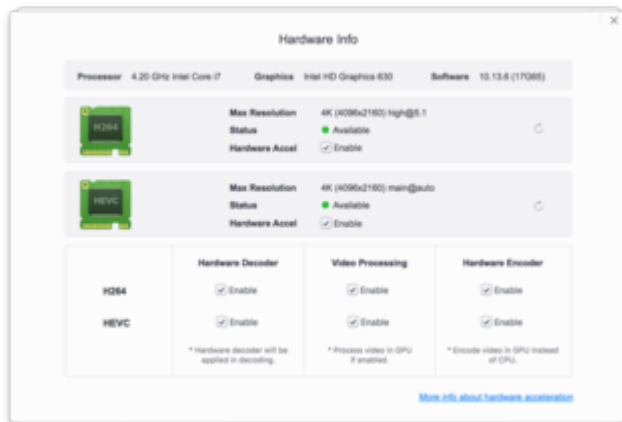 Hardware Info
Processor 4.20 GHz Intel Core i7 Graphics Intel HD Graphics 630 Software 10.13.6 (17G65)
H264
Max Resolution 4K (4096x2160) high@5.1
Status Available
Hardware Accel Enable
HEVC
Max Resolution 4K (4096x2160) main@auto
Status Available
Hardware Accel Enable
Hardware Decoder Video Processing Hardware Encoder
H264 Enable Enable Enable
HEVC Enable Enable Enable
* Hardware decoder will be applied in decoding.
* Process video in GPU if enabled.
* Encode video in GPU instead of CPU.
More info about hardware acceleration